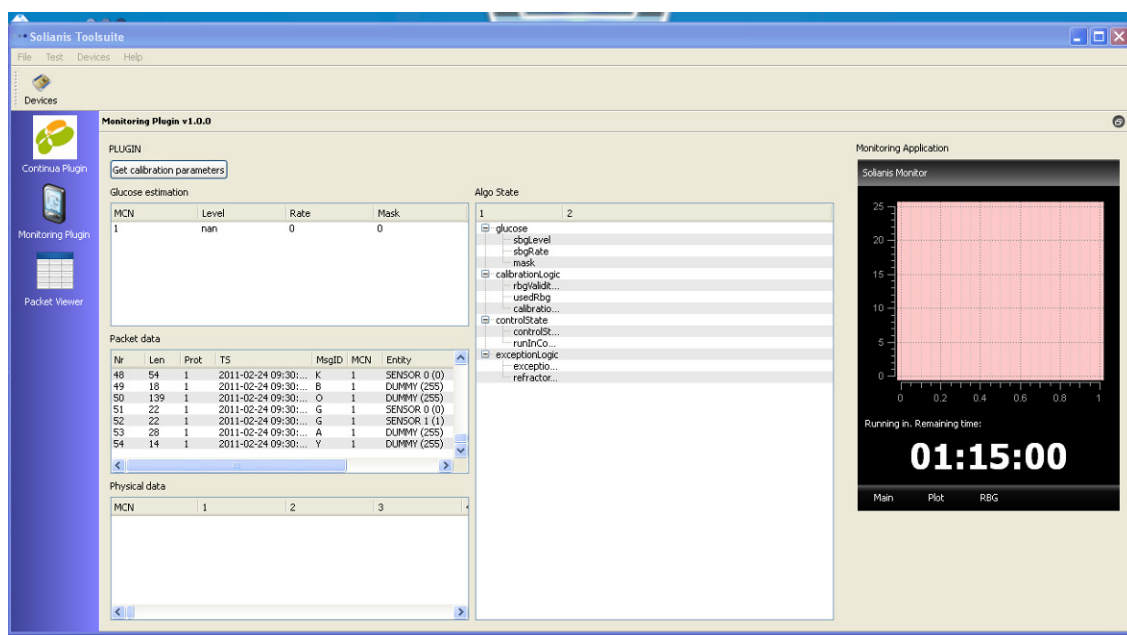 Solianis Toolsuite
File Test Devices Help
Devices
Monitoring Plugin v1.0.0
Continua Plugin
Monitoring Plugin
Packet Viewer
PLUGIN
Get calibration parameters
Glucose estimation
MCN Level Rate Mask
1 nan 0 0
Packet data
Nr Len Prot TS MsgID MCN Entity
48 54 1 2011-02-24 09:30:... K 1 SENSOR 0 (0)
49 18 1 2011-02-24 09:30:... B 1 DUMMY (255)
50 139 1 2011-02-24 09:30:... O 1 DUMMY (255)
51 22 1 2011-02-24 09:30:... G 1 SENSOR 0 (0)
52 22 1 2011-02-24 09:30:... G 1 SENSOR 1 (1)
53 28 1 2011-02-24 09:30:... A 1 DUMMY (255)
54 14 1 2011-02-24 09:30:... Y 1 DUMMY (255)
Physical data
MCN 1 2 3
Algo State
1 2
glucose
sbgLevel
sbgRate
mask
calibrationLogic
rbgValidit...
usedRbg
calibratio...
controlState
controlSt...
runInCo...
exceptionLogic
exceptio...
refractor...
Monitoring Application
Solianis Monitor
25
20
15
10
5
0
0 0.2 0.4 0.6 0.8 1
Running in. Remaining time:
01:15:00
Main Plot RBG